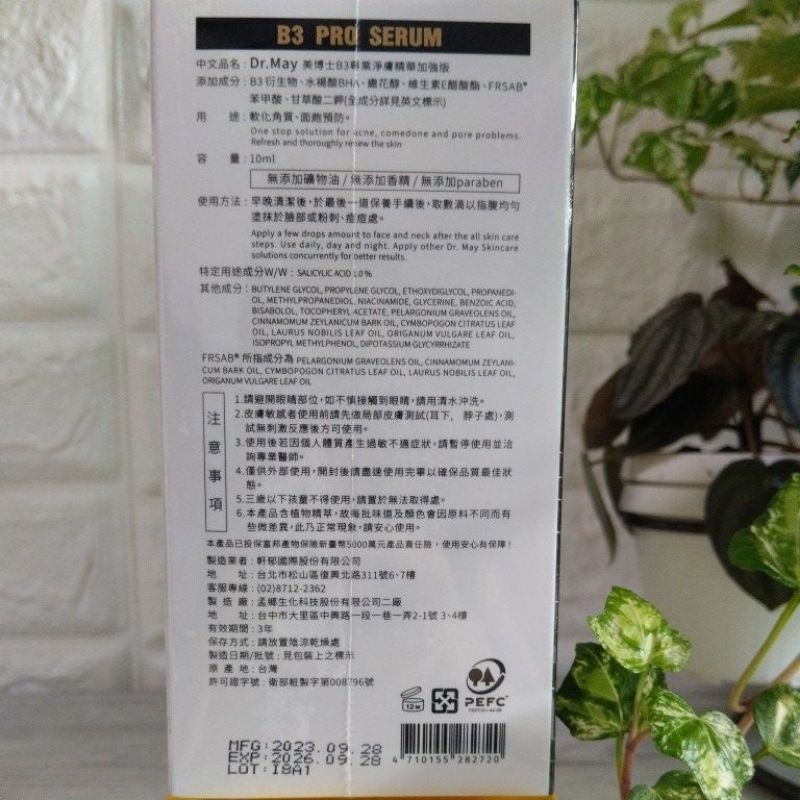 B3 PRO SERUM
中文品名：Dr.May 美博士B3軒業淨膚精華加強版
添加成分：B3衍生物、水楊酸BHA、繖花醇、維生素E醋酸酯、FRSAB®
苯甲酸、甘草酸二鉀(全成分詳見英文標示)
用 途：軟化角質、面皰預防。
One stop solution for acne, comedone and pore problems.
Refresh and thoroughly renew the skin
容 量：10ml
無添加礦物油 / 無添加香精 / 無添加paraben
使用方法：早晚清潔後，於最後一道保養手續後，取數滴以指腹均勻
塗抹於臉部或粉刺、痘痘處。
Apply a few drops amount to face and neck after the all skin care
steps. Use daily, day and night. Apply other Dr. May Skincare
solutions concurrently for better results.
特定用途成分W/W：SALICYLIC ACID 1.0%
其他成分：BUTYLENE GLYCOL, PROPYLENE GLYCOL, ETHOXYDIGLYCOL, PROPANEDI-
OL, METHYLPROPANEDIOL, NIACINAMIDE, GLYCERINE, BENZOIC ACID,
BISABOLOL, TOCOPHERYL ACETATE, PELARGONIUM GRAVEOLENS OIL,
CINNAMOMUM ZEYLANICUM BARK OIL, CYMBOPOGON CITRATUS LEAF
OIL, LAURUS NOBILIS LEAF OIL, ORIGANUM VULGARE LEAF OIL,
ISOPROPYL METHYLPHENOL, DIPOTASSIUM GLYCYRRHIZATE
FRSAB® 所指成分為 PELARGONIUM GRAVEOLENS OIL, CINNAMOMUM ZEYLANI-
CUM BARK OIL, CYMBOPOGON CITRATUS LEAF OIL, LAURUS NOBILIS LEAF OIL,
ORIGANUM VULGARE LEAF OIL
注意事項
1.請避開眼睛部位，如不慎接觸到眼睛，請用清水沖洗。
2.皮膚敏感者使用前請先做局部皮膚測試(耳下， 脖子處)，測
試無刺激反應後方可使用。
3.使用後若因個人體質產生過敏不適症狀，請暫停使用並洽
詢專業醫師。
4.僅供外部使用，開封後請盡速使用完畢以確保品質最佳狀
態。
5.三歲以下孩童不得使用，請置於無法取得處。
6.本產品含植物精萃，故每批味道及顏色會因原料不同而有
些微差異，此乃正常現象，請安心使用。
本產品已投保富邦產物保險新臺幣5000萬元產品責任險，使用安心有保障！
製造業者：軒郁國際股份有限公司
地 址：台北市松山區復興北路311號6、7樓
客服專線：(02)8712-2362
製 造 廠：孟鄉生化科技股份有限公司二廠
地 址：台中市大里區中興路一段一巷一弄2-1號 3、4樓
有效期間：3年
保存方式：請放置陰涼乾燥處
製造日期/批號：見包裝上之標示
原 產 地：台灣
許可證字號：衛部粧製字第008796號
12M
PEFC™
MFG:2023.09.28
EXP:2026.09.28
LOT:I8A1
4 710155 282720